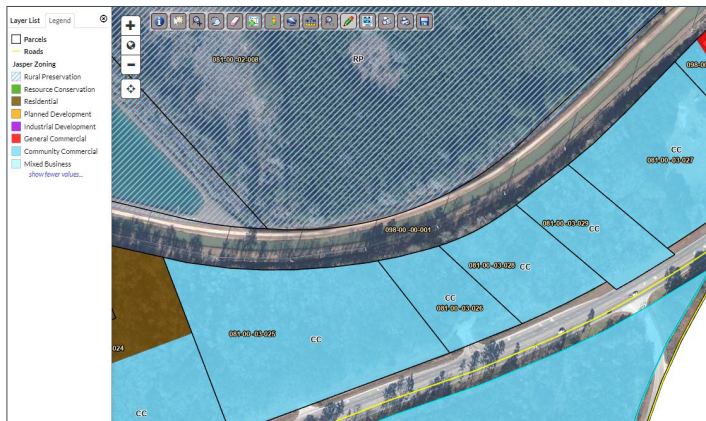 Layer List Legend
Parcels
Roads
Jasper Zoning
Rural Preservation
Resource Conservation
Residential
Planned Development
Industrial Development
General Commercial
Community Commercial
Mixed Business
show fewer values...
RP
081-00 -02-008
098-00
CC
081-00 -03-027
081-00 -03-029
CC
098-00 -00-001
081-00 -03-028 CC
CC
081-00 -03-026
081-00 -03-025
CC
024
CC